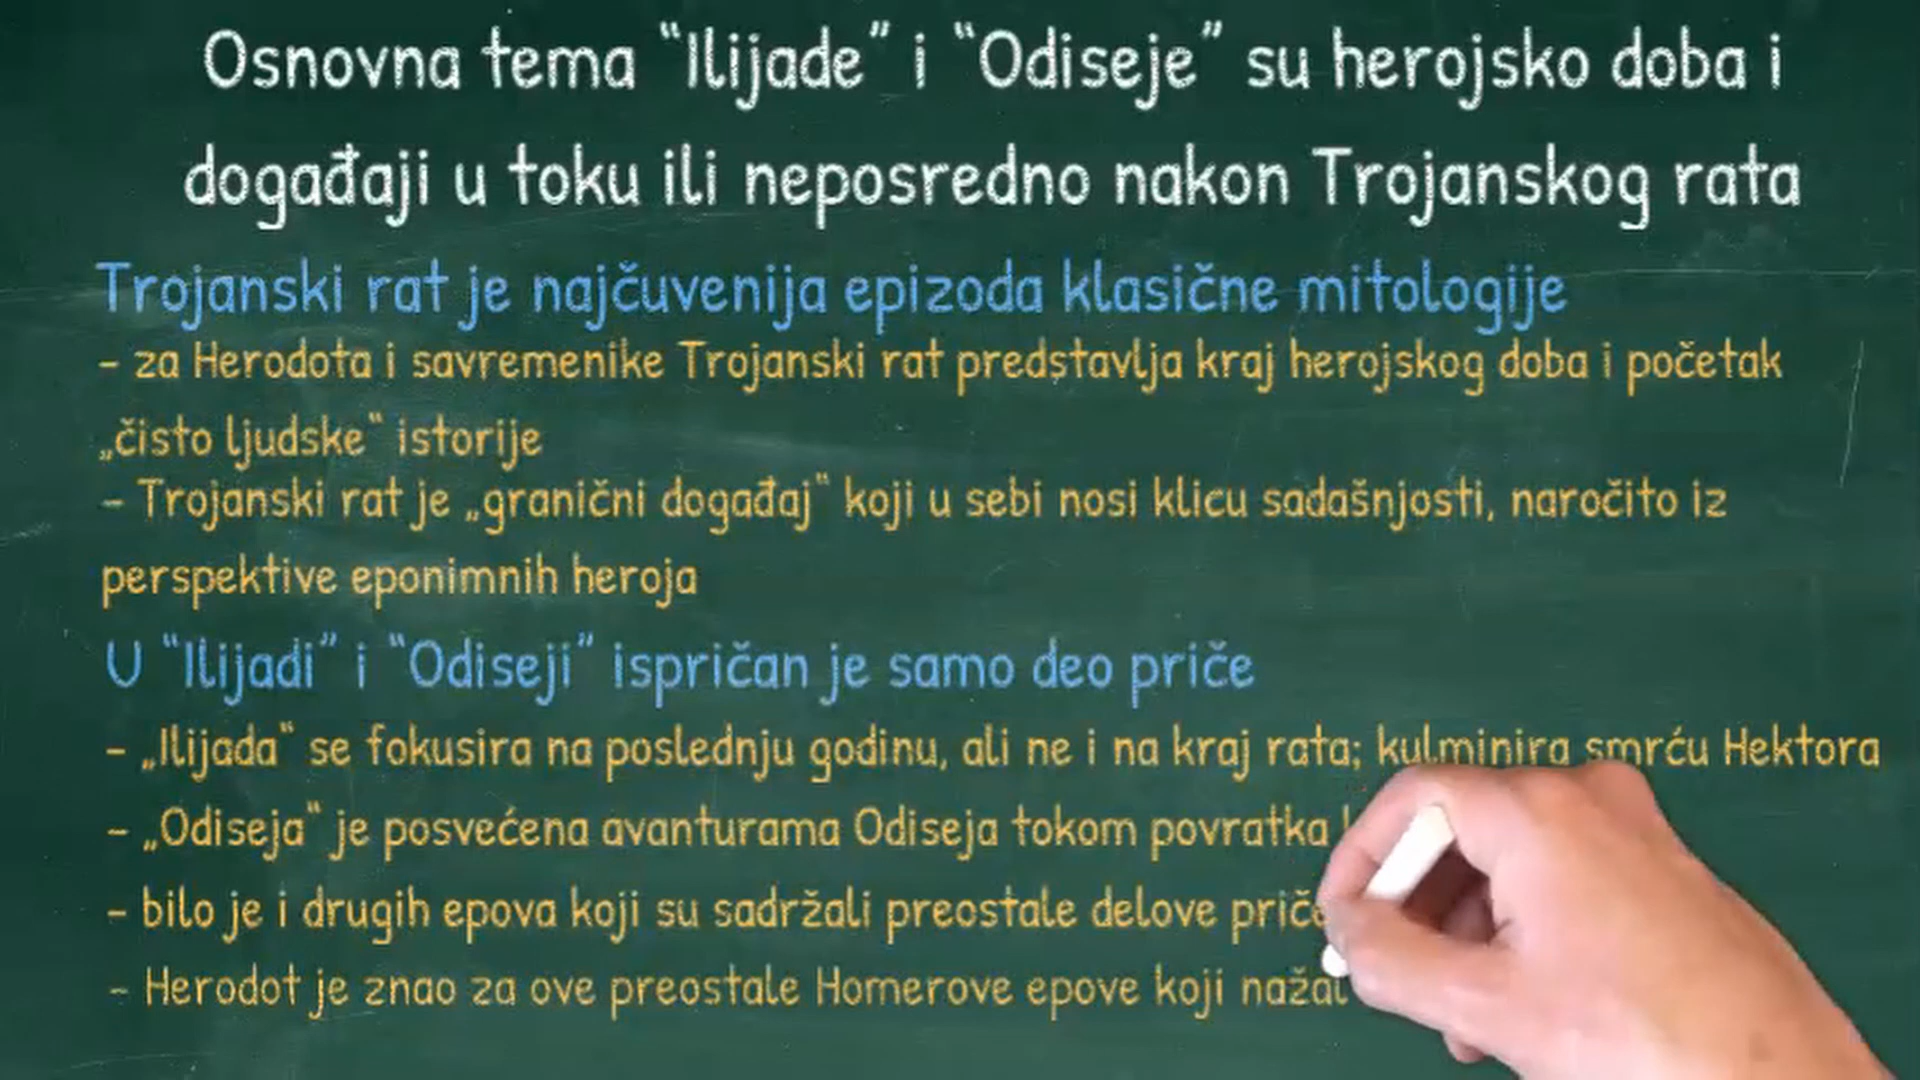 Osnovna tema “Ilijade” i “Odiseje” su herojsko doba i
događaji u toku ili neposredno nakon Trojanskog rata
Trojanski rat je najčuvenija epizoda klasične mitologije
- za Herodota i savremenike Trojanski rat predstavlja kraj herojskog doba i početak
„čisto ljudske“ istorije
- Trojanski rat je „granični događaj“ koji u sebi nosi klicu sadašnjosti, naročito iz
perspektive eponimnih heroja
U “Ilijadi” i “Odiseji” ispričan je samo deo priče
- „Ilijada“ se fokusira na poslednju godinu, ali ne i na kraj rata; kulminira smrću Hektora
- „Odiseja“ je posvećena avanturama Odiseja tokom povratka
- bilo je i drugih epova koji su sadržali preostale delove priče
- Herodot je znao za ove preostale Homerove epove koji